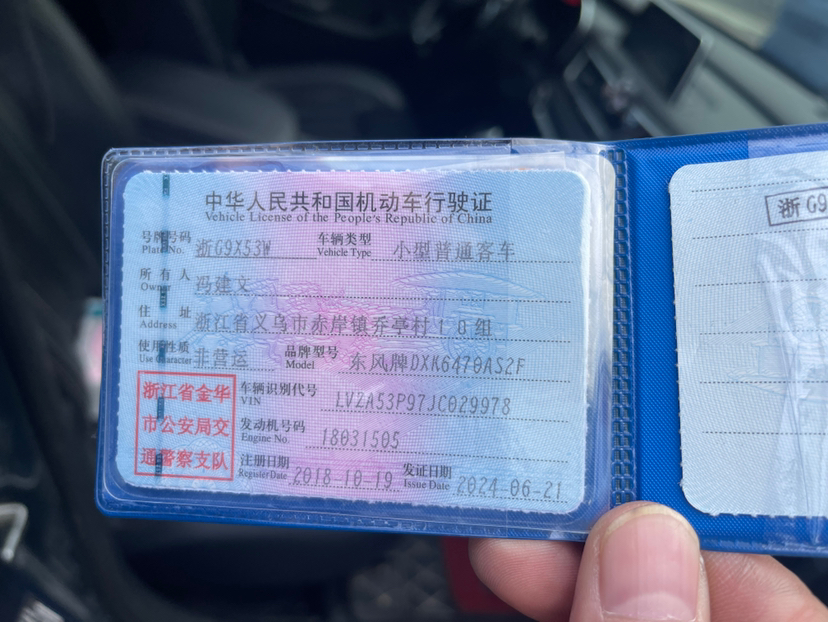 中华人民共和国机动车行驶证
Vehicle License of the People's Republic of China
号牌号码 浙G9X53W 车辆类型 小型普通客车
Plate No. Vehicle Type
所有人 冯建文
Owner
住址 浙江省义乌市赤岸镇乔亭村10组
Address
使用性质 非营运 品牌型号 东风牌DXK6470AS2F
Use Character Model
浙江省金华
市公安局交
通警察支队
车辆识别代号 LVZA53P97JC029978
VIN
发动机号码 18031505
Engine No.
注册日期 2018-10-19 发证日期 2024-06-21
Register Date Issue Date
浙G9